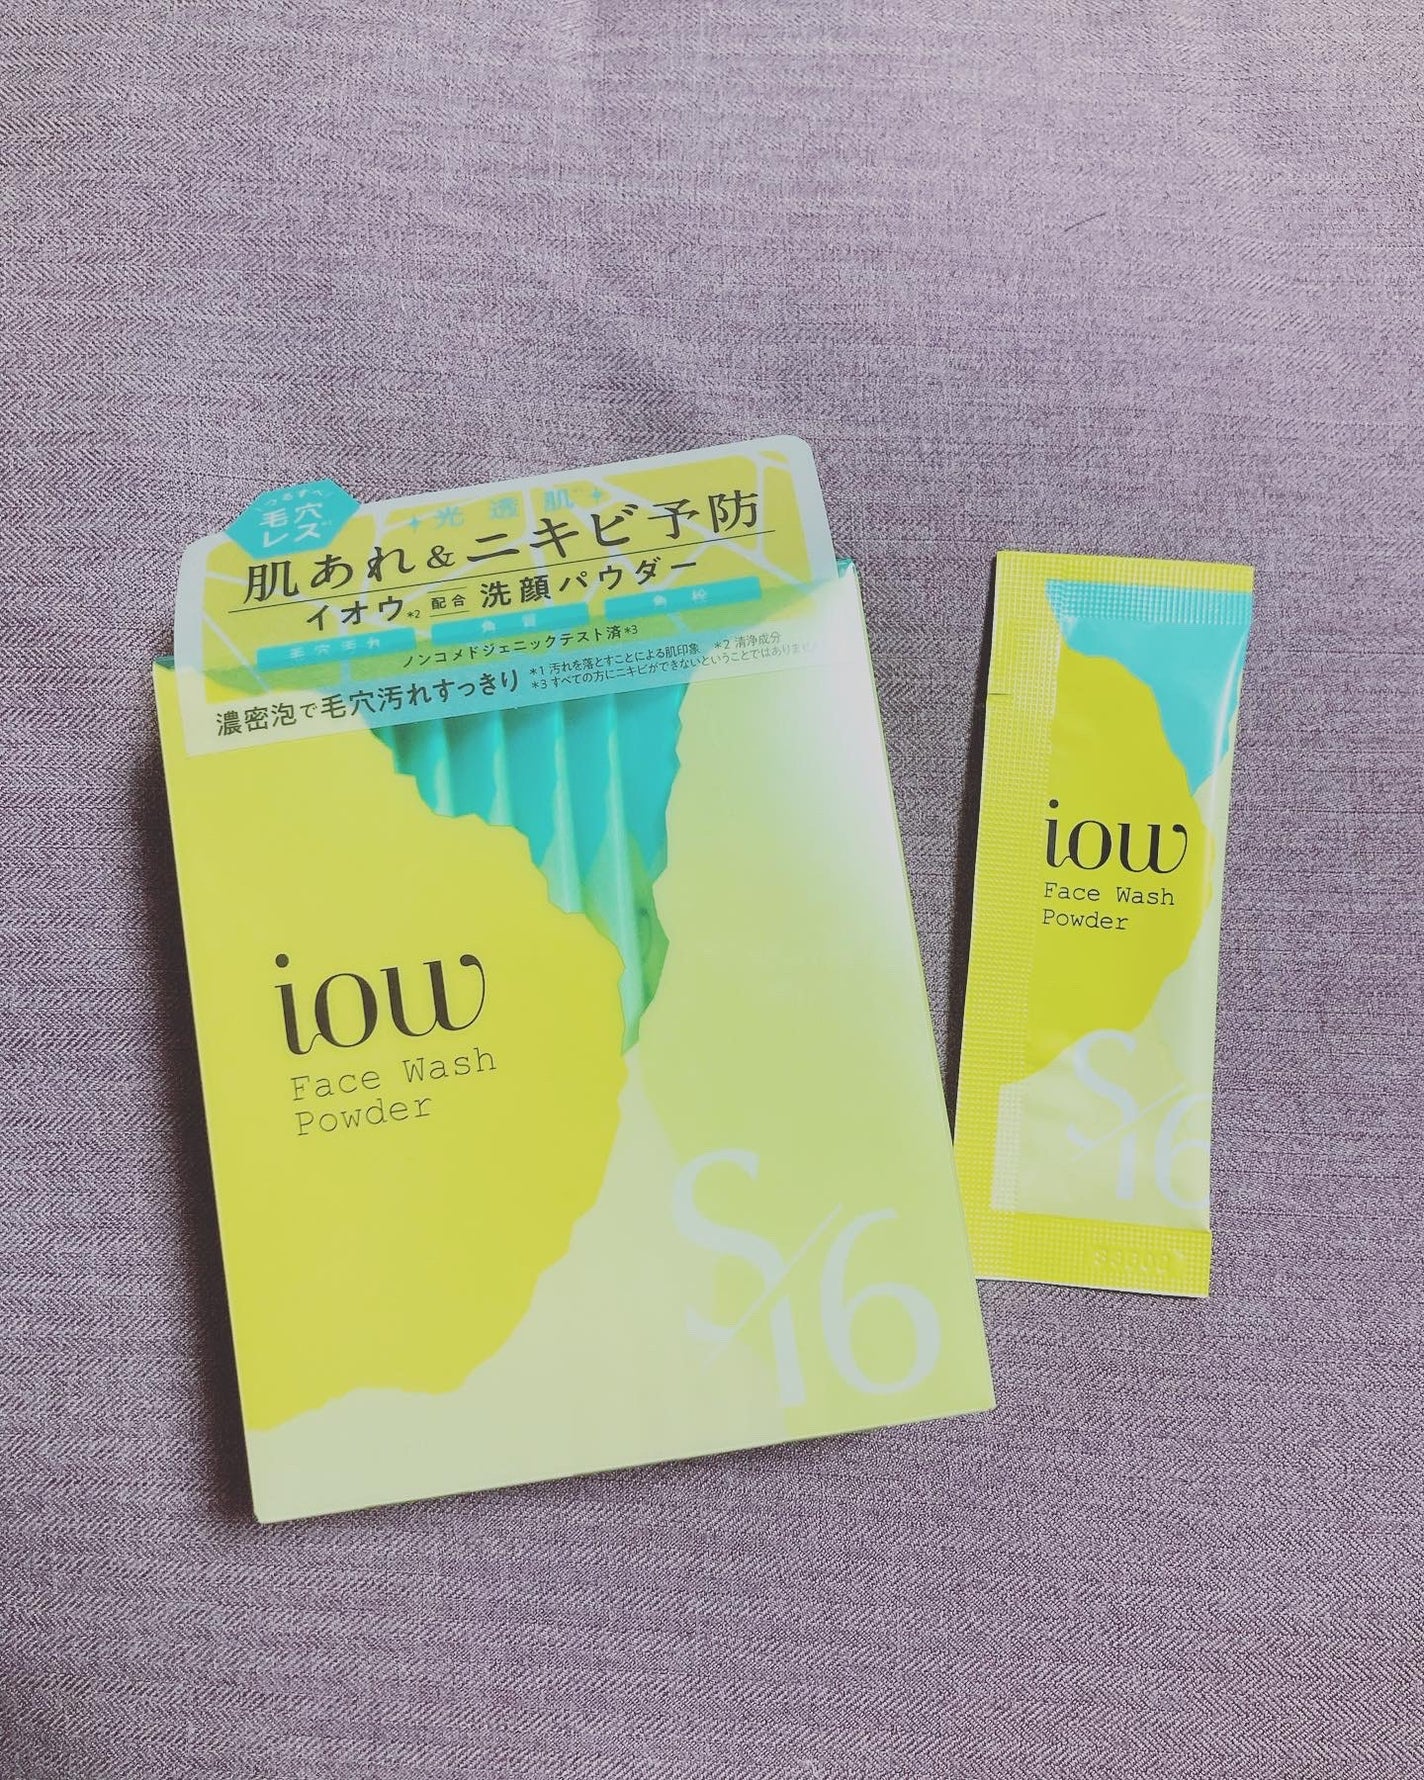 つるすべ
毛穴
レス
光透肌
肌あれ&ニキビ予防
イオウ*2 配合 洗顔パウダー
毛穴汚れ 角質 角栓
ノンコメドジェニックテスト済*3
濃密泡で毛穴汚れすっきり
*1 汚れを落とすことによる肌印象 *2 清浄成分
*3 すべての方にニキビができないということではありません
iow
Face Wash
Powder
S/16
iow
Face Wash
Powder
S/16